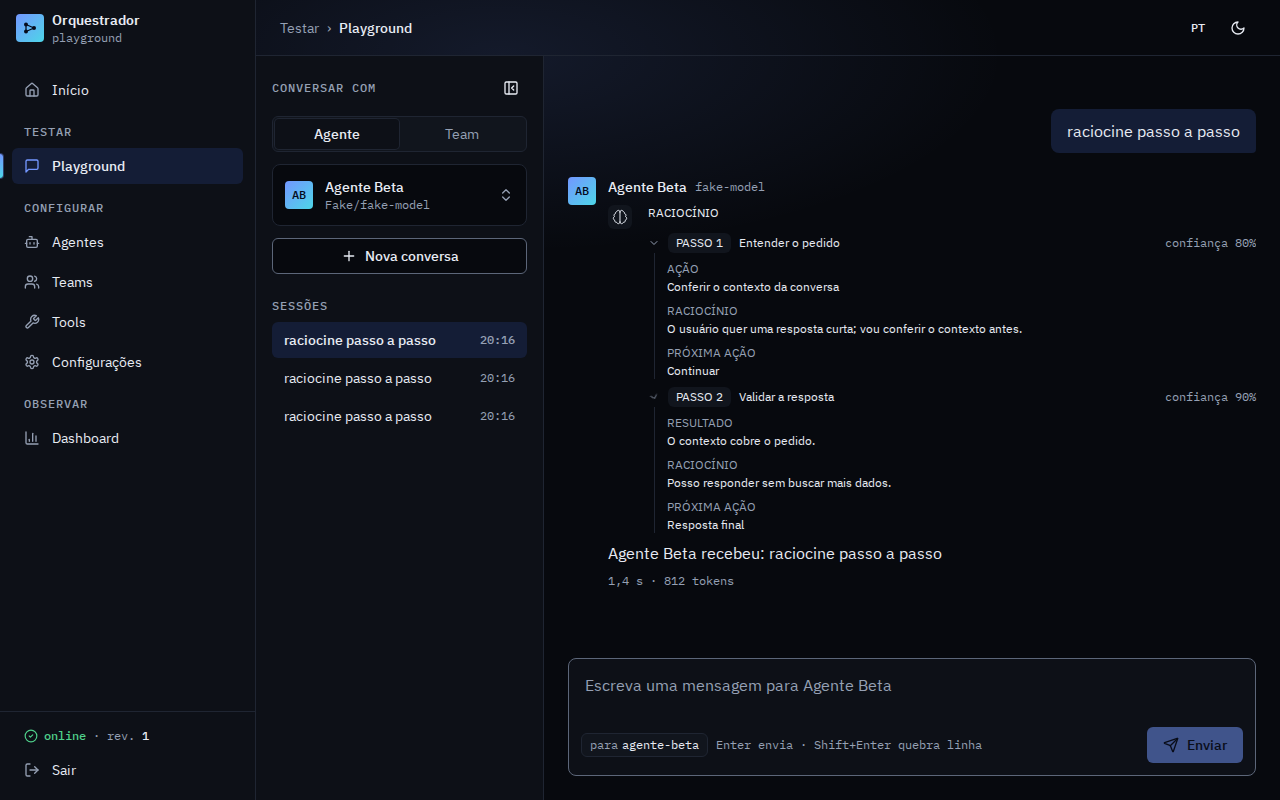 Orquestrador
playground
Início
TESTAR
Playground
CONFIGURAR
Agentes
Teams
Tools
Configurações
OBSERVAR
Dashboard
online · rev. 1
Sair
Testar › Playground
PT
CONVERSAR COM
Agente
Team
AB
Agente Beta
Fake/fake-model
Nova conversa
SESSÕES
raciocine passo a passo 20:16
raciocine passo a passo 20:16
raciocine passo a passo 20:16
raciocine passo a passo
AB
Agente Beta fake-model
RACIOCÍNIO
PASSO 1 Entender o pedido confiança 80%
AÇÃO
Conferir o contexto da conversa
RACIOCÍNIO
O usuário quer uma resposta curta; vou conferir o contexto antes.
PRÓXIMA AÇÃO
Continuar
PASSO 2 Validar a resposta confiança 90%
RESULTADO
O contexto cobre o pedido.
RACIOCÍNIO
Posso responder sem buscar mais dados.
PRÓXIMA AÇÃO
Resposta final
Agente Beta recebeu: raciocine passo a passo
1,4 s · 812 tokens
Escreva uma mensagem para Agente Beta
para agente-beta Enter envia · Shift+Enter quebra linha
Enviar